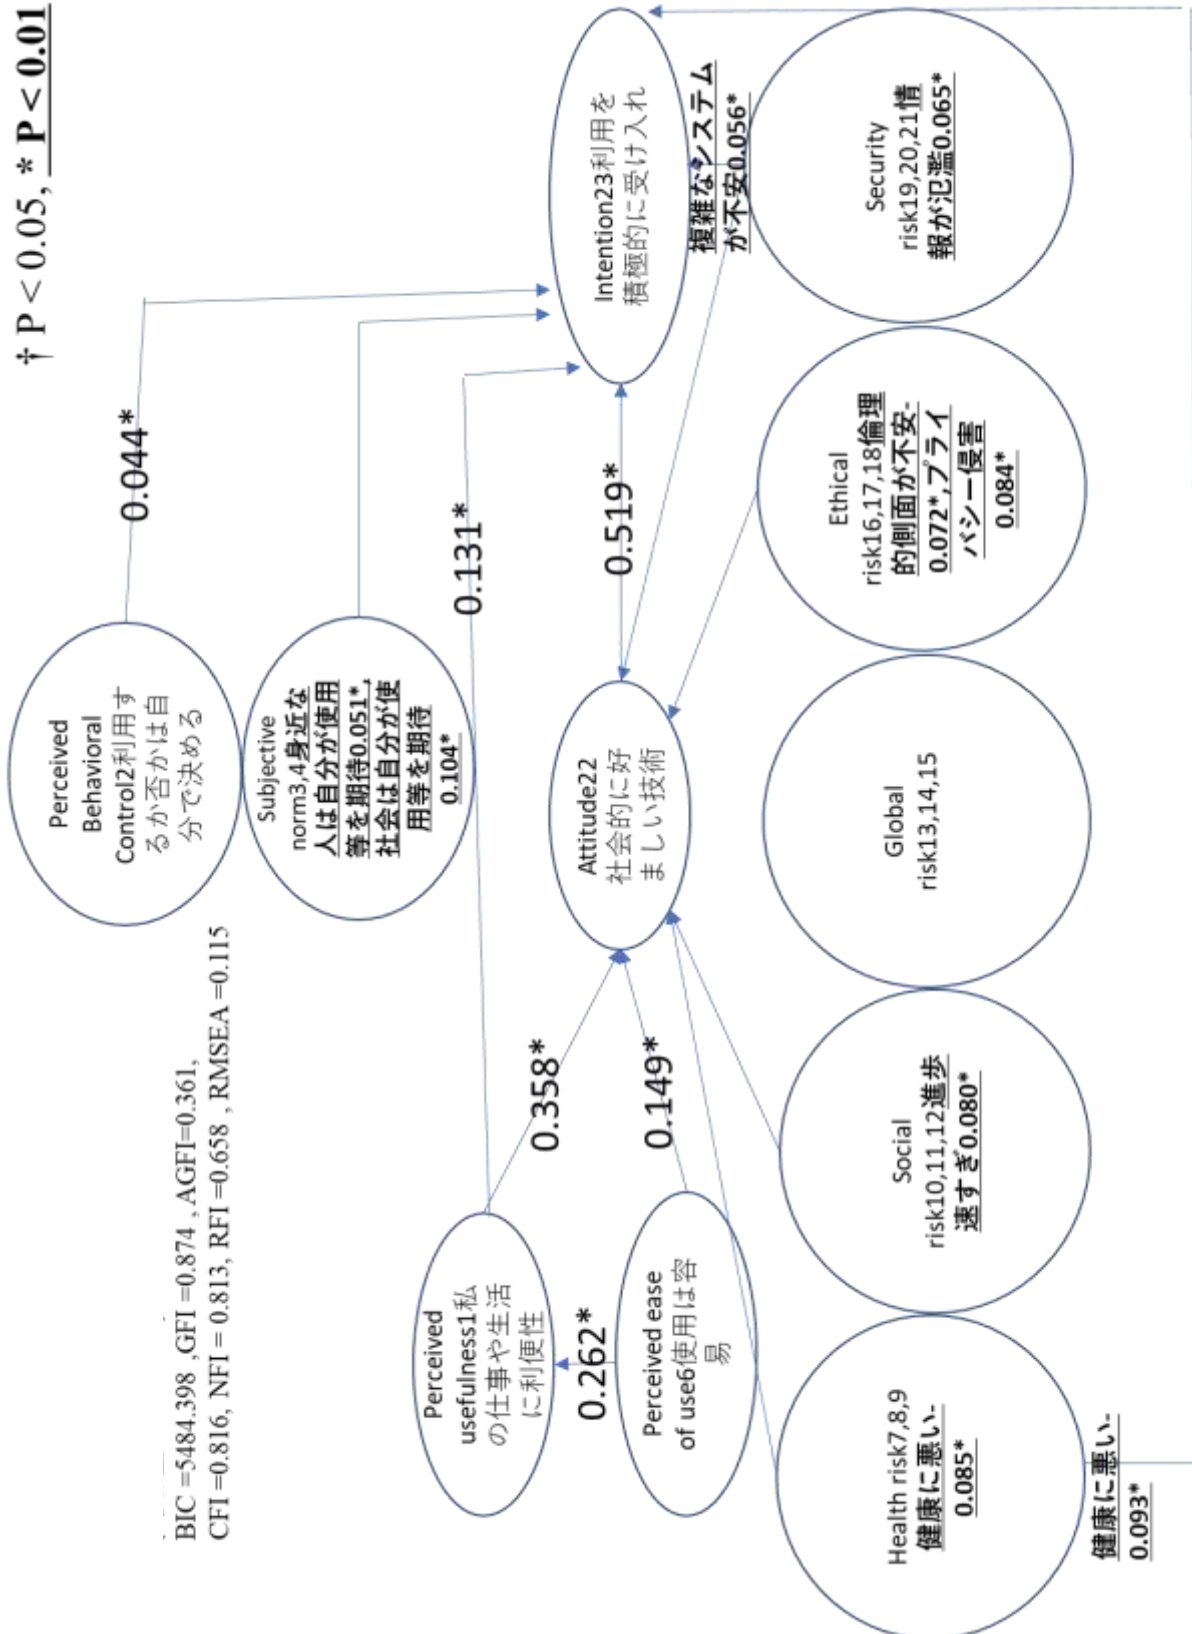 † P < 0.05, * P < 0.01
BIC =5484.398 ,GFI =0.874 , AGFI=0.361,
CFI =0.816, NFI = 0.813, RFI =0.658 , RMSEA =0.115
Perceived
Behavioral
Control2利用す
るか否かは自
分で決める
0.044*
Subjective
norm3,4身近な
人は自分が使用
等を期待0.051*,
社会は自分が使
用等を期待
0.104*
Perceived
usefulness1私
の仕事や生活
に利便性
0.131*
0.358*
0.262*
Perceived ease
of use6使用は容
易
0.149*
Attitude22
社会的に好
ましい技術
0.519*
Intention23利用を
積極的に受け入れ
複雑なシステム
が不安0.056*
Health risk7,8,9
健康に悪い-
0.085*
Social
risk10,11,12進歩
速すぎ0.080*
Global
risk13,14,15
Ethical
risk16,17,18倫理
的側面が不安-
0.072*,プライ
バシー侵害
0.084*
Security
risk19,20,21情
報が氾濫0.065*
健康に悪い-
0.093*